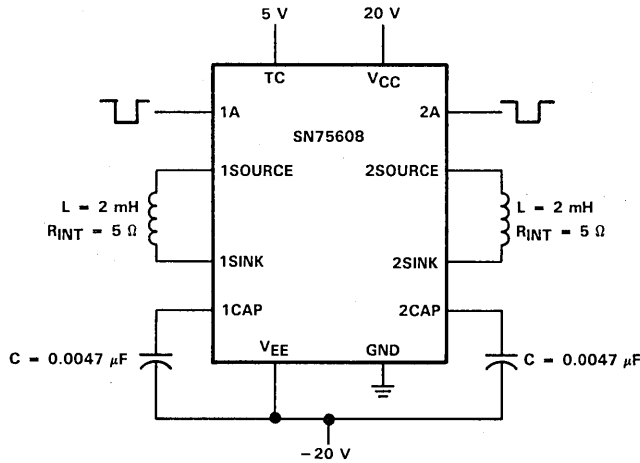 5 V
20 V
TC
VCC
1A
2A
SN75608
1SOURCE
2SOURCE
L = 2 mH
RINT = 5 Ω
L = 2 mH
RINT = 5 Ω
1SINK
2SINK
1CAP
2CAP
VEE
GND
C = 0.0047 μF
C = 0.0047 μF
−20 V